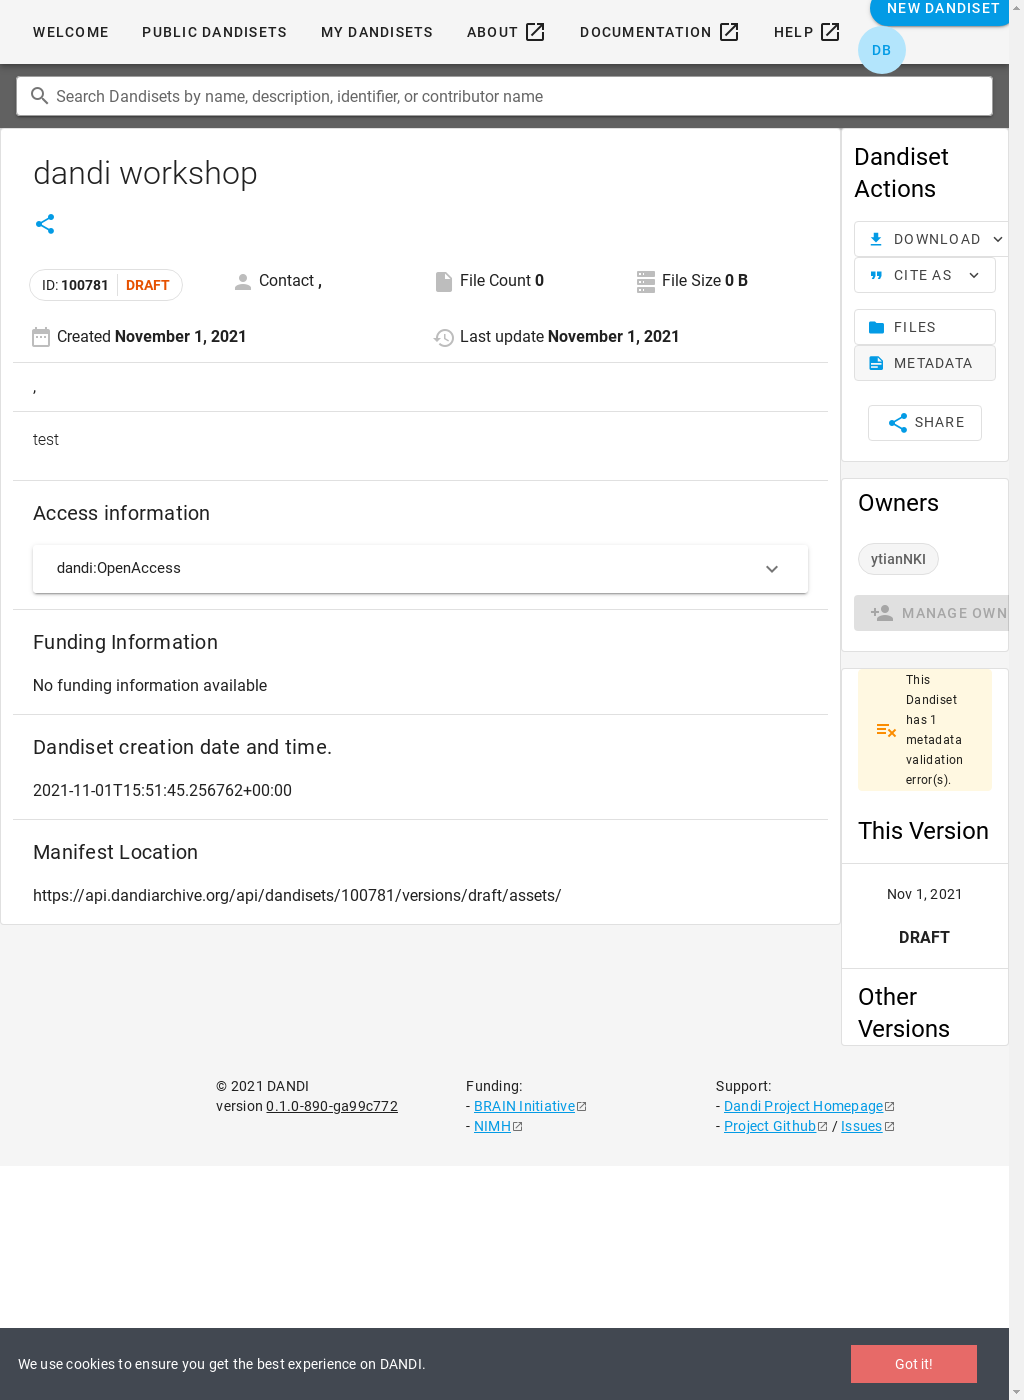 WELCOME PUBLIC DANDISETS MY DANDISETS ABOUT DOCUMENTATION HELP NEW DANDISET
DB
Search Dandisets by name, description, identifier, or contributor name
dandi workshop
ID: 100781 DRAFT Contact , File Count 0 File Size 0 B
Created November 1, 2021 Last update November 1, 2021
,
test
Access information
dandi:OpenAccess
Funding Information
No funding information available
Dandiset creation date and time.
2021-11-01T15:51:45.256762+00:00
Manifest Location
https://api.dandiarchive.org/api/dandisets/100781/versions/draft/assets/
Dandiset
Actions
DOWNLOAD
CITE AS
FILES
METADATA
SHARE
Owners
ytianNKI
MANAGE OWN
This
Dandiset
has 1
metadata
validation
error(s).
This Version
Nov 1, 2021
DRAFT
Other
Versions
© 2021 DANDI
version 0.1.0-890-ga99c772
Funding:
- BRAIN Initiative
- NIMH
Support:
- Dandi Project Homepage
- Project Github / Issues
We use cookies to ensure you get the best experience on DANDI.
Got it!